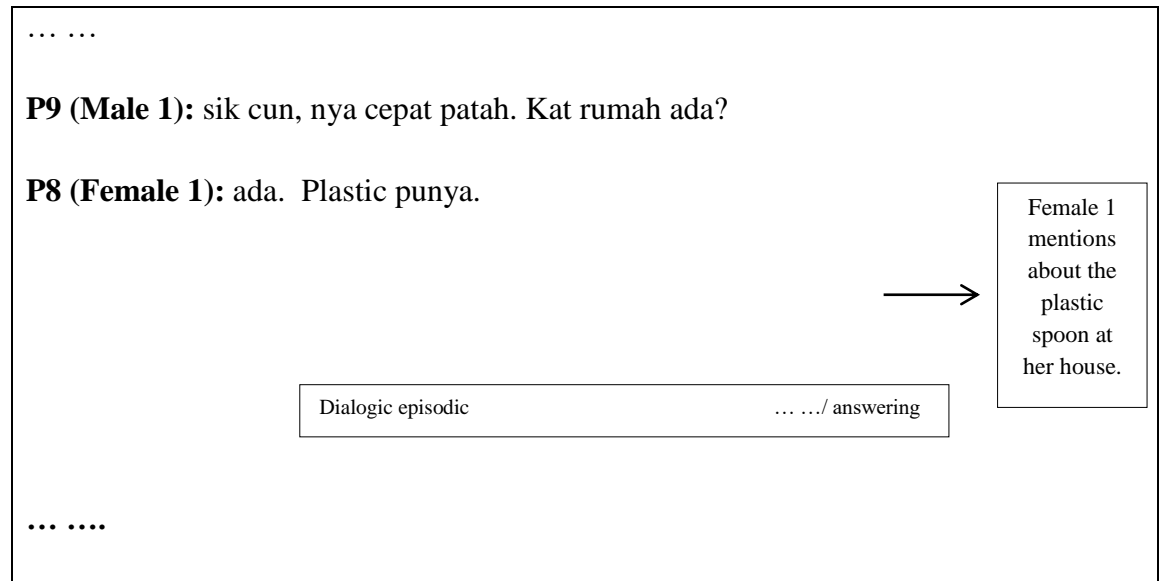 … …
P9 (Male 1): sik cun, nya cepat patah. Kat rumah ada?
P8 (Female 1): ada.  Plastic punya.
Female 1
mentions
about the
plastic
spoon at
her house.
Dialogic episodic … …/ answering
… ….